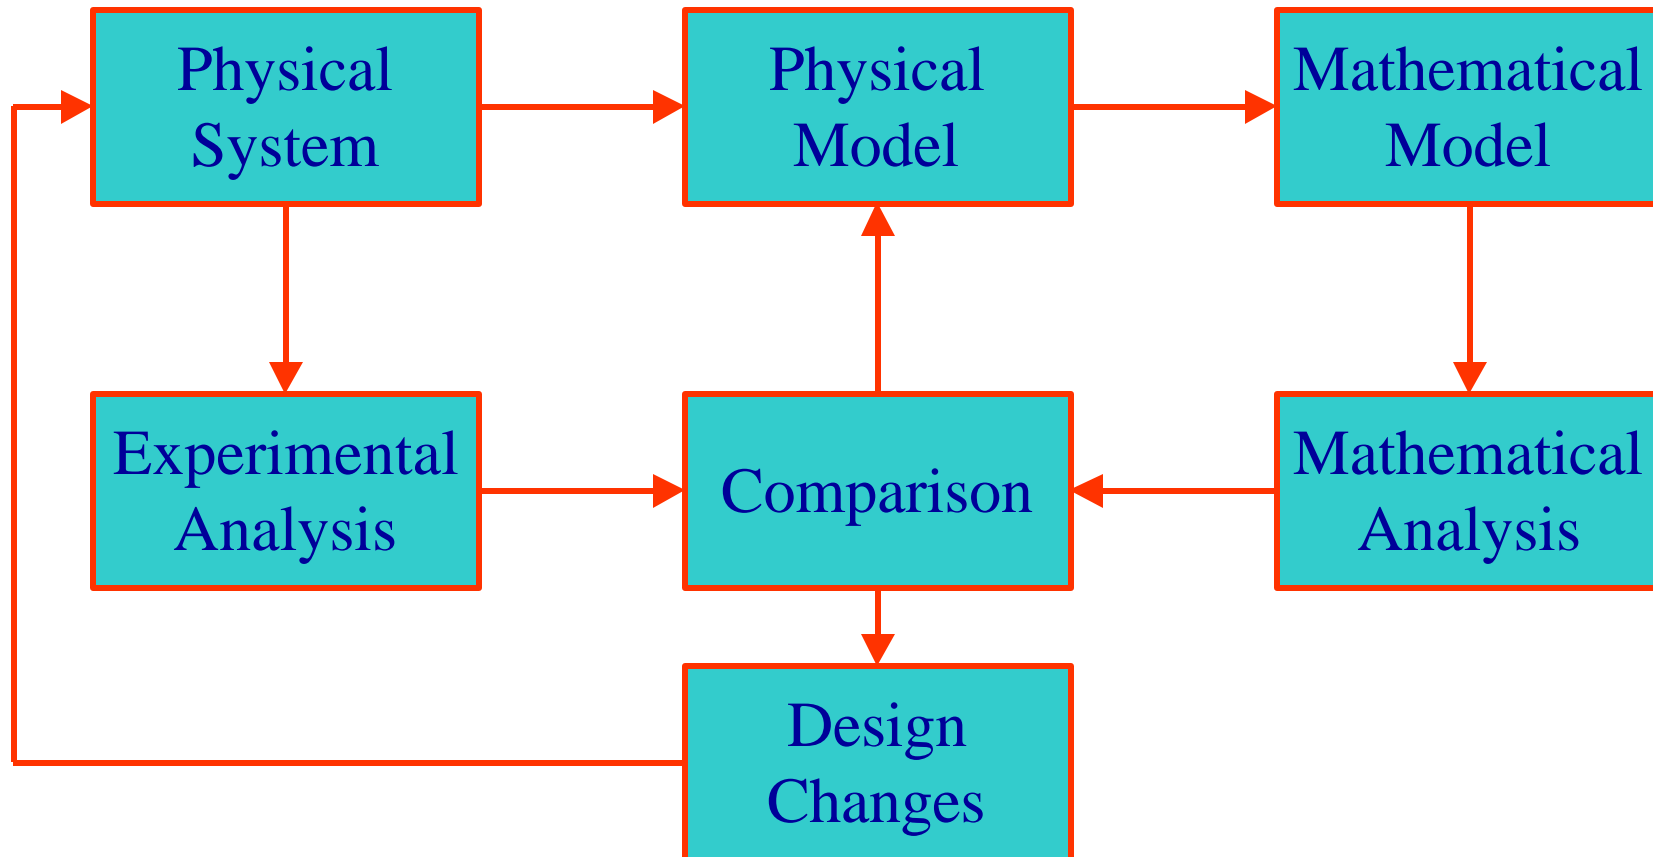 Physical
System
Physical
Model
Mathematical
Model
Experimental
Analysis
Comparison
Mathematical
Analysis
Design
Changes